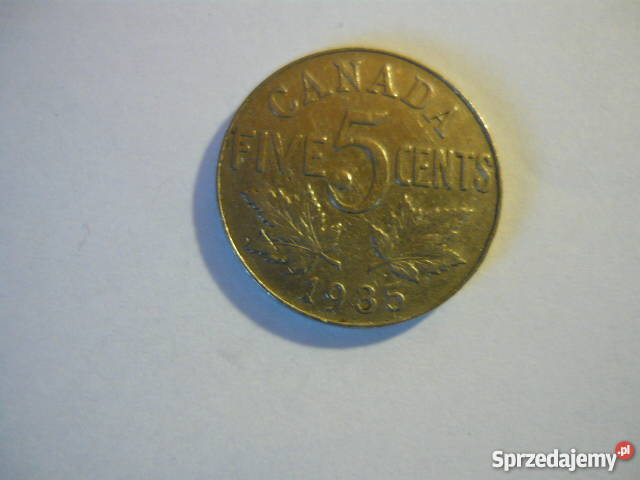 CANADA
FIVE 5 CENTS
1935
Sprzedajemy.pl